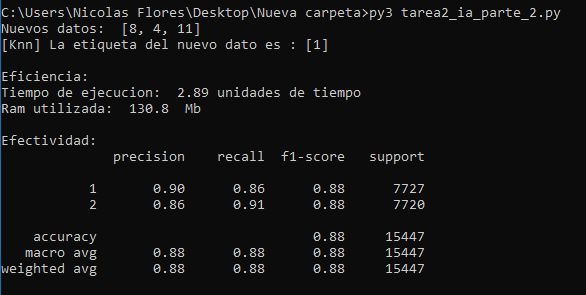 C:\Users\Nicolas Flores\Desktop\Nueva carpeta>py3 tarea2_ia_parte_2.py
Nuevos datos:  [8, 4, 11]
[Knn] La etiqueta del nuevo dato es : [1]
Eficiencia:
Tiempo de ejecucion:  2.89 unidades de tiempo
Ram utilizada:  130.8  Mb
Efectividad:
              precision    recall  f1-score   support
           1       0.90      0.86      0.88      7727
           2       0.86      0.91      0.88      7720
    accuracy                           0.88     15447
   macro avg       0.88      0.88      0.88     15447
weighted avg       0.88      0.88      0.88     15447